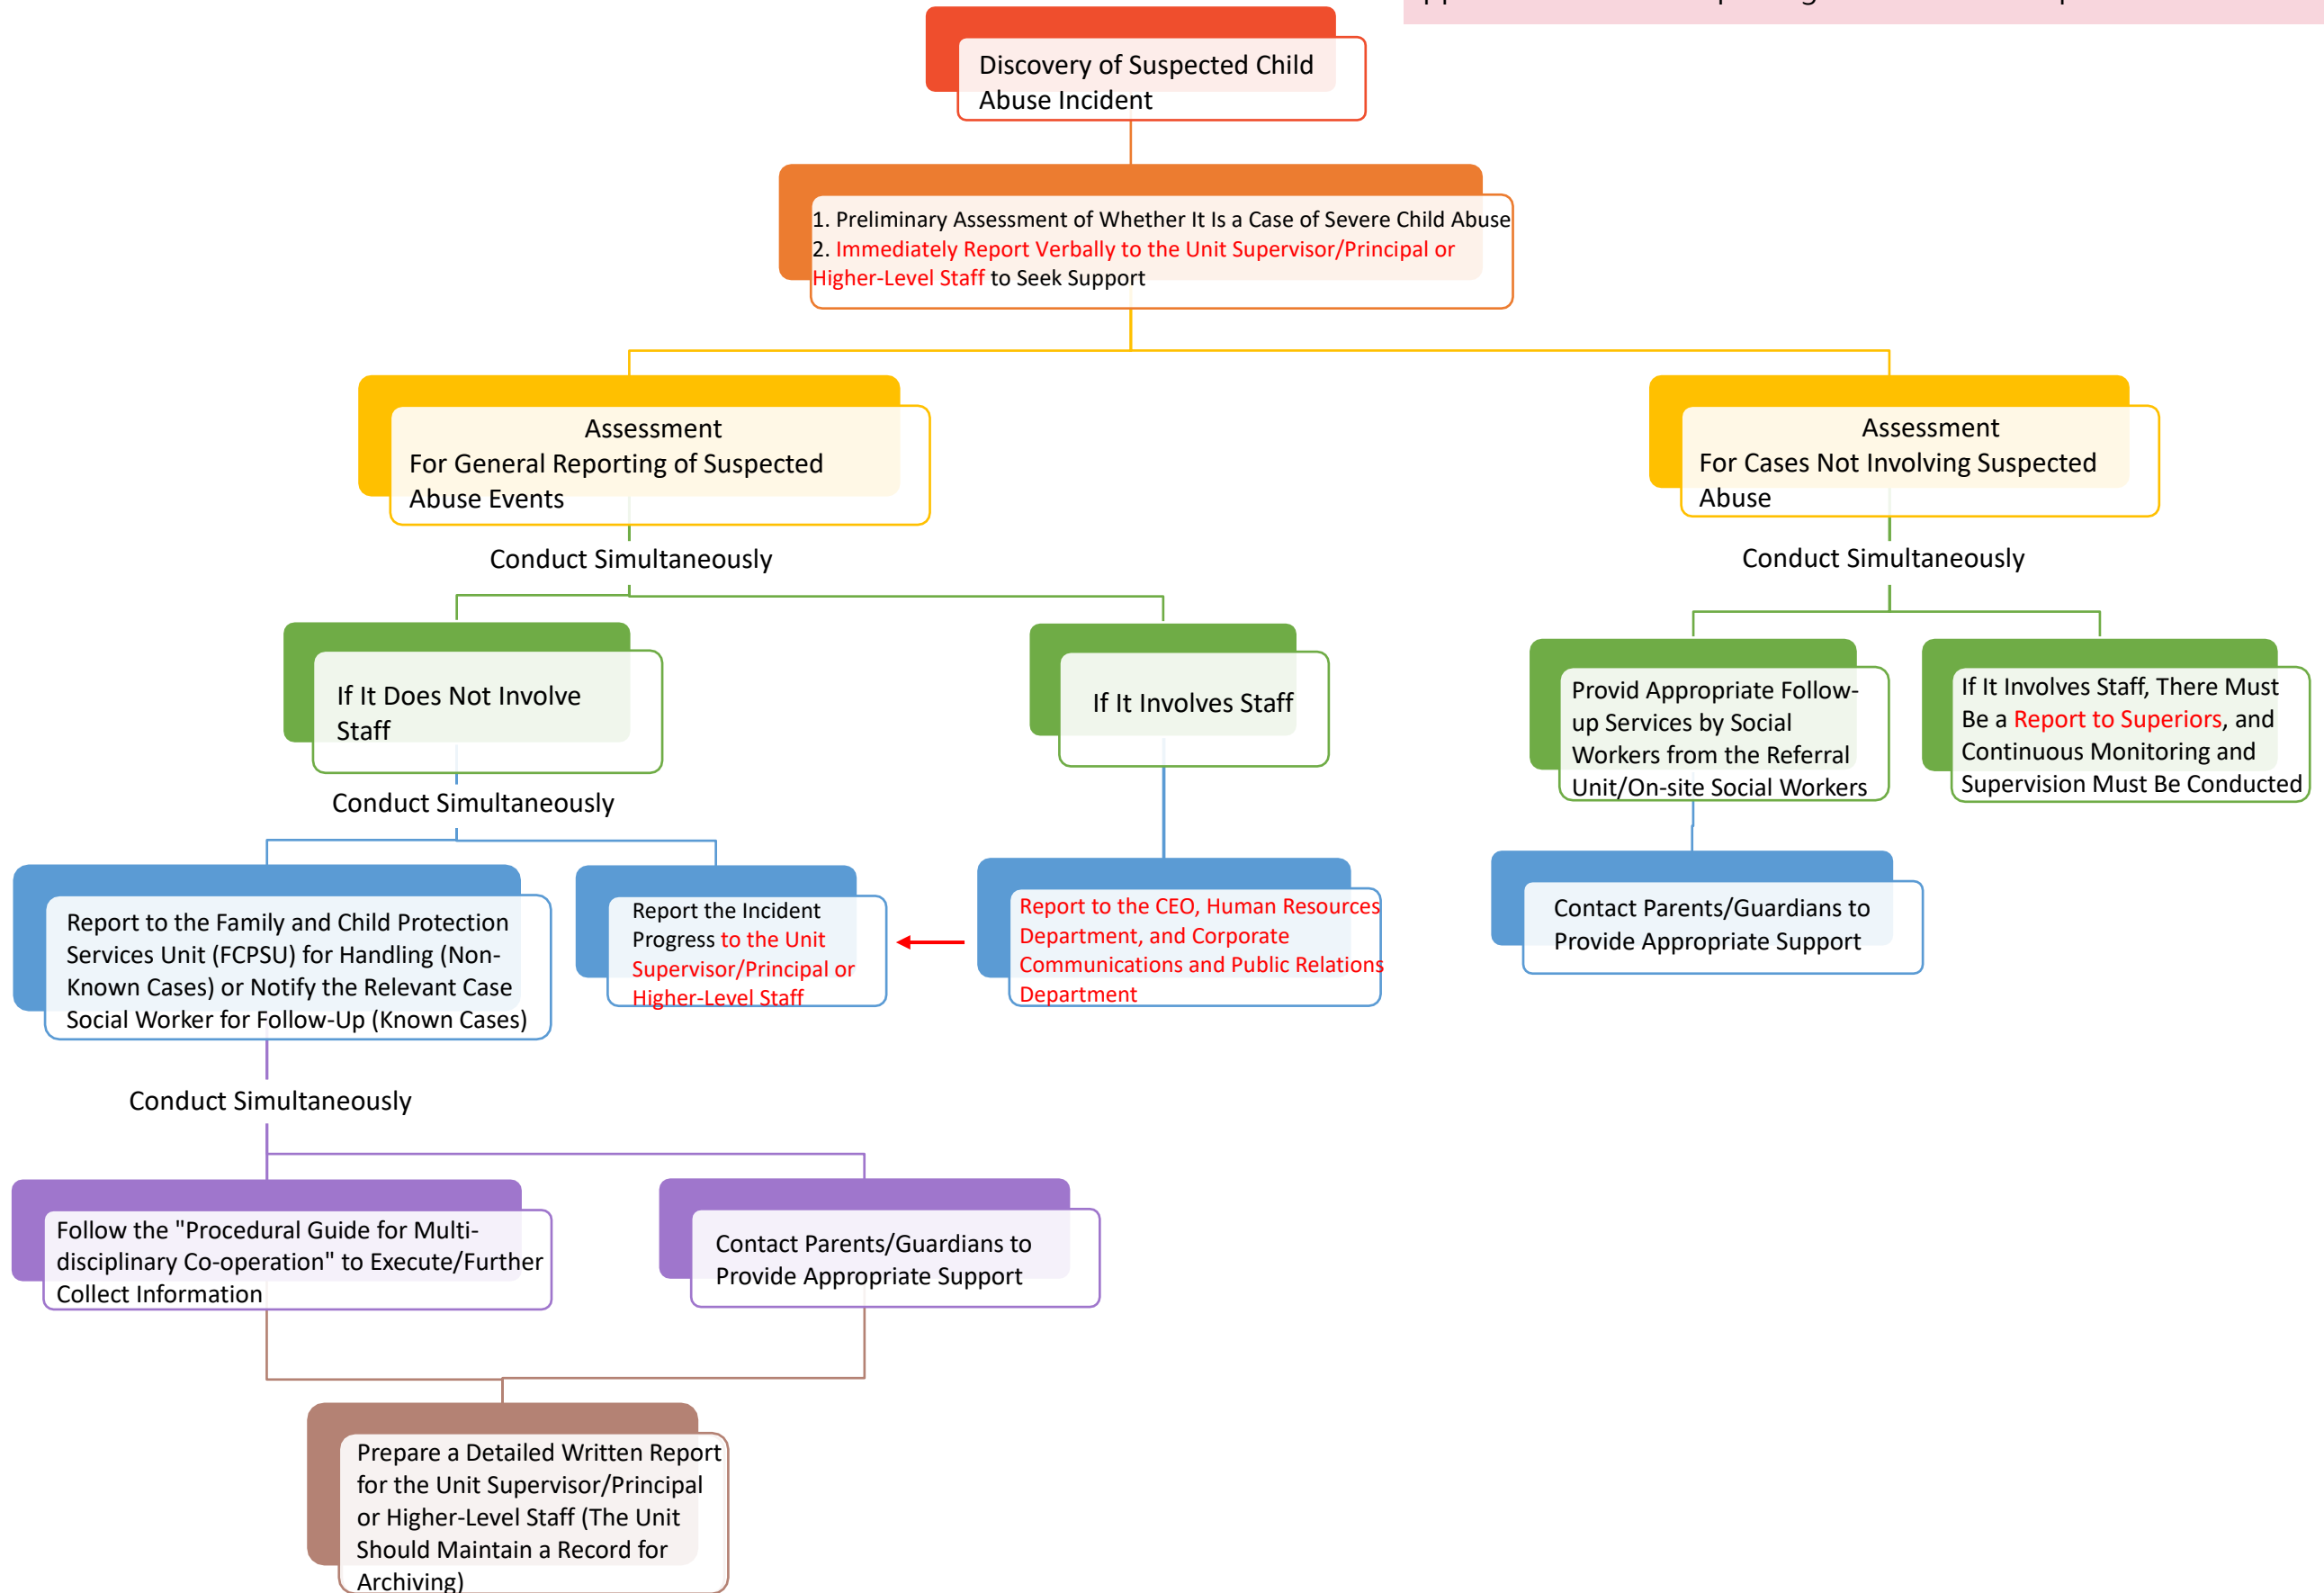 Discovery of Suspected Child
Abuse Incident
1. Preliminary Assessment of Whether It Is a Case of Severe Child Abuse
2. Immediately Report Verbally to the Unit Supervisor/Principal or
Higher-Level Staff to Seek Support
Assessment
For General Reporting of Suspected
Abuse Events
Assessment
For Cases Not Involving Suspected
Abuse
Conduct Simultaneously
Conduct Simultaneously
If It Does Not Involve
Staff
If It Involves Staff
Provid Appropriate Follow-
up Services by Social
Workers from the Referral
Unit/On-site Social Workers
If It Involves Staff, There Must
Be a Report to Superiors, and
Continuous Monitoring and
Supervision Must Be Conducted
Conduct Simultaneously
Report to the Family and Child Protection
Services Unit (FCPSU) for Handling (Non-
Known Cases) or Notify the Relevant Case
Social Worker for Follow-Up (Known Cases)
Report the Incident
Progress to the Unit
Supervisor/Principal or
Higher-Level Staff
Report to the CEO, Human Resources
Department, and Corporate
Communications and Public Relations
Department
Contact Parents/Guardians to
Provide Appropriate Support
Conduct Simultaneously
Follow the "Procedural Guide for Multi-
disciplinary Co-operation" to Execute/Further
Collect Information
Contact Parents/Guardians to
Provide Appropriate Support
Prepare a Detailed Written Report
for the Unit Supervisor/Principal
or Higher-Level Staff (The Unit
Should Maintain a Record for
Archiving)